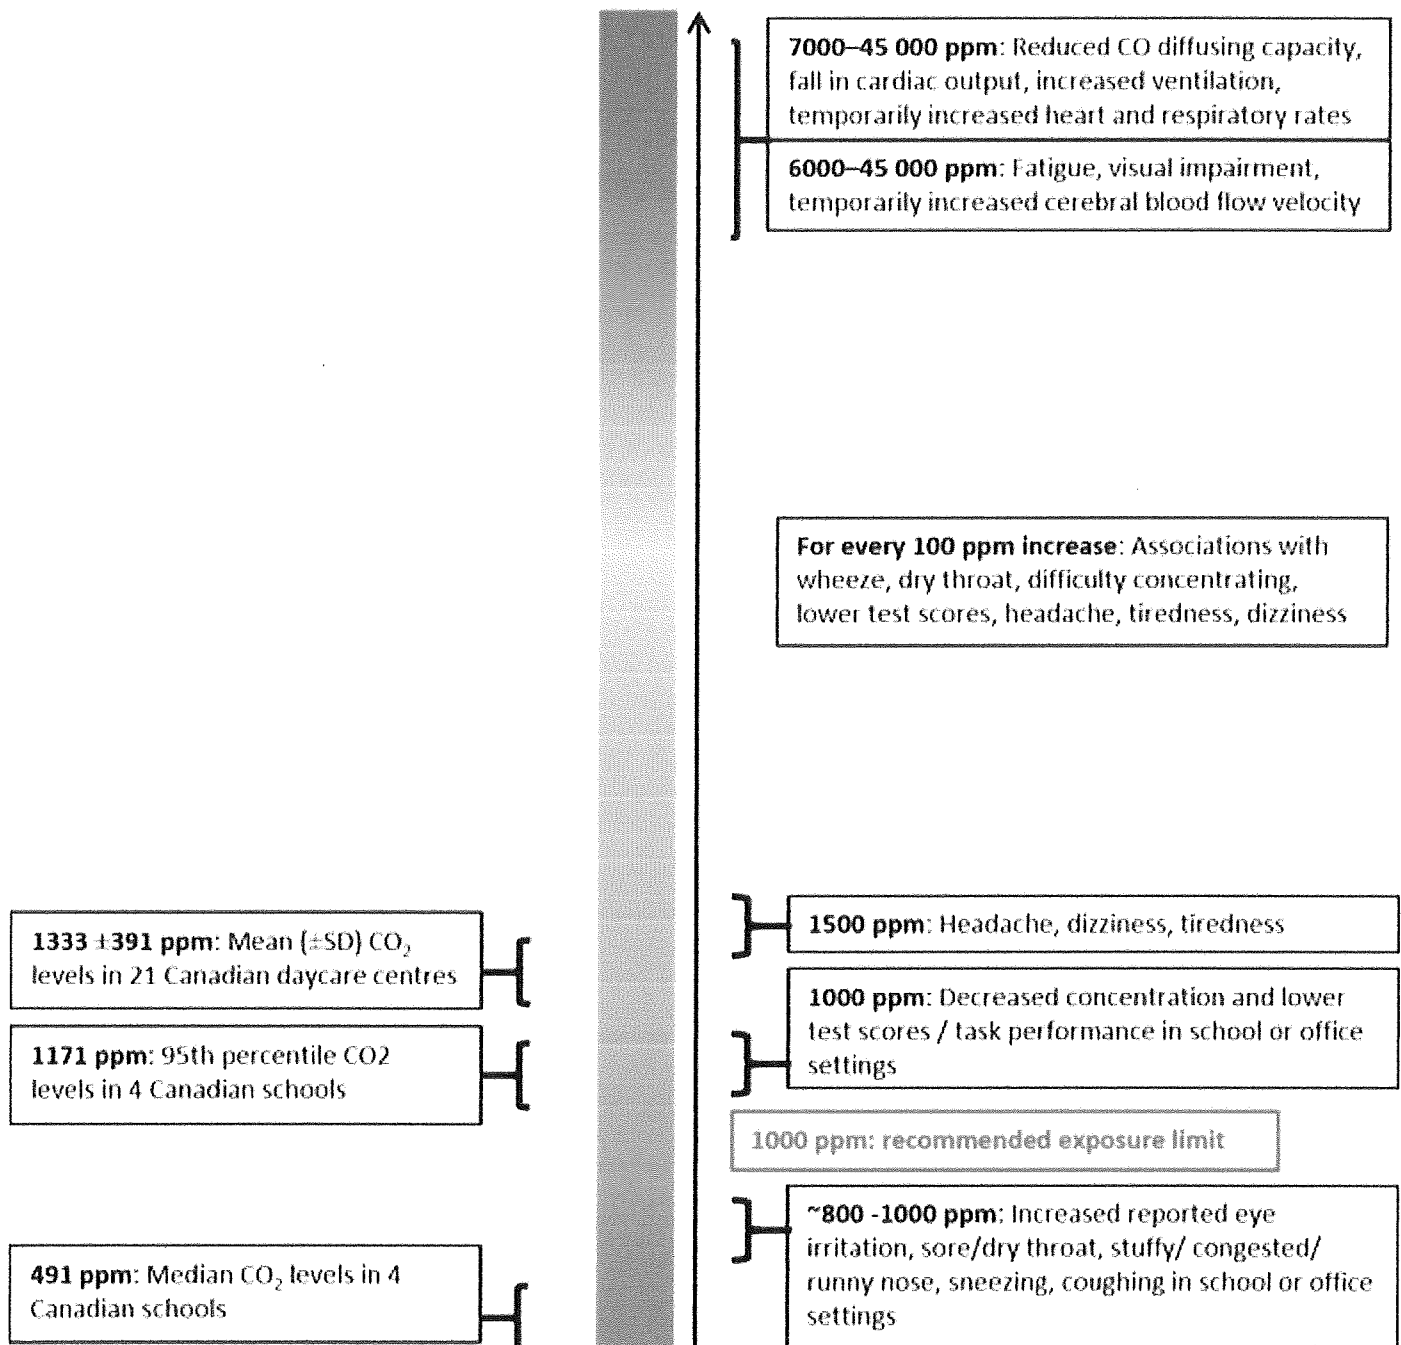 7000–45 000 ppm: Reduced CO diffusing capacity,
fall in cardiac output, increased ventilation,
temporarily increased heart and respiratory rates
6000–45 000 ppm: Fatigue, visual impairment,
temporarily increased cerebral blood flow velocity
For every 100 ppm increase: Associations with
wheeze, dry throat, difficulty concentrating,
lower test scores, headache, tiredness, dizziness
1500 ppm: Headache, dizziness, tiredness
1333 ±391 ppm: Mean (±SD) CO₂
levels in 21 Canadian daycare centres
1000 ppm: Decreased concentration and lower
test scores / task performance in school or office
settings
1171 ppm: 95th percentile CO2
levels in 4 Canadian schools
1000 ppm: recommended exposure limit
~800 -1000 ppm: Increased reported eye
irritation, sore/dry throat, stuffy/ congested/
runny nose, sneezing, coughing in school or office
settings
491 ppm: Median CO₂ levels in 4
Canadian schools